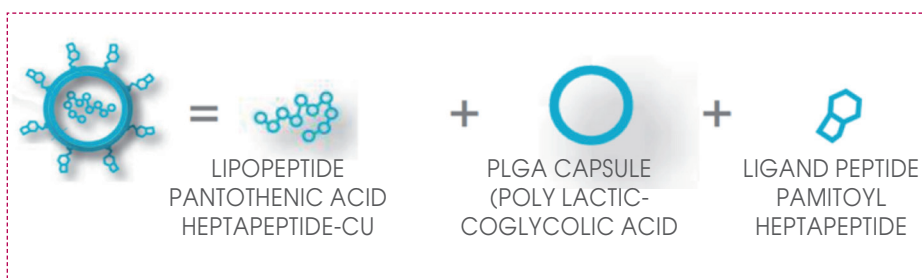 =
+
+
LIPOPEPTIDE
PANTOTHENIC ACID
HEPTAPEPTIDE-CU
PLGA CAPSULE
(POLY LACTIC-
COGLYCOLIC ACID
LIGAND PEPTIDE
PAMITOYL
HEPTAPEPTIDE